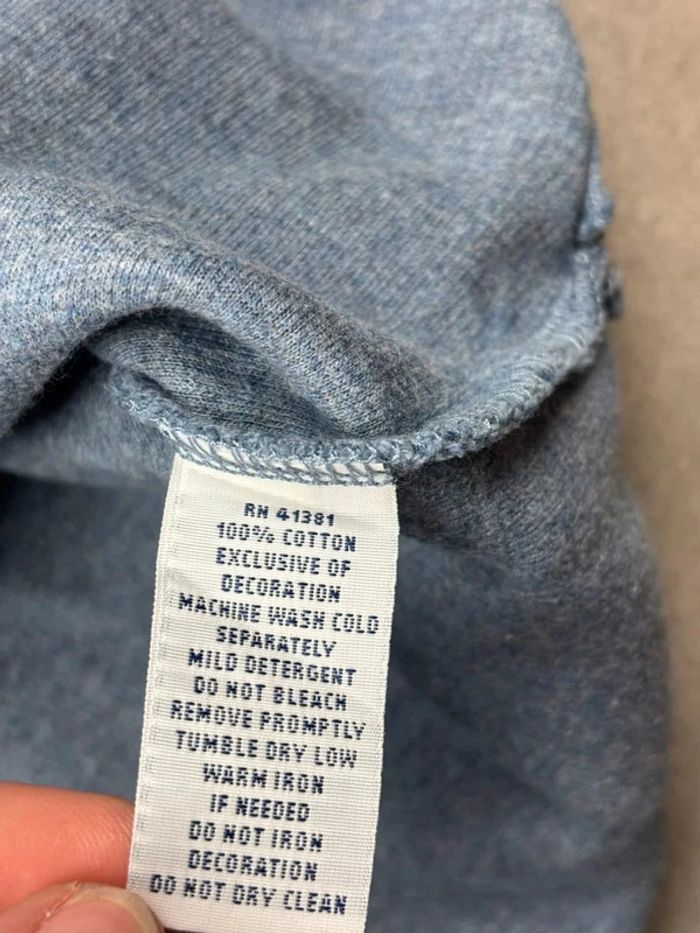 RN 41381
100% COTTON
EXCLUSIVE OF
DECORATION
MACHINE WASH COLD
SEPARATELY
MILD DETERGENT
DO NOT BLEACH
REMOVE PROMPTLY
TUMBLE DRY LOW
WARM IRON
IF NEEDED
DO NOT IRON
DECORATION
DO NOT DRY CLEAN